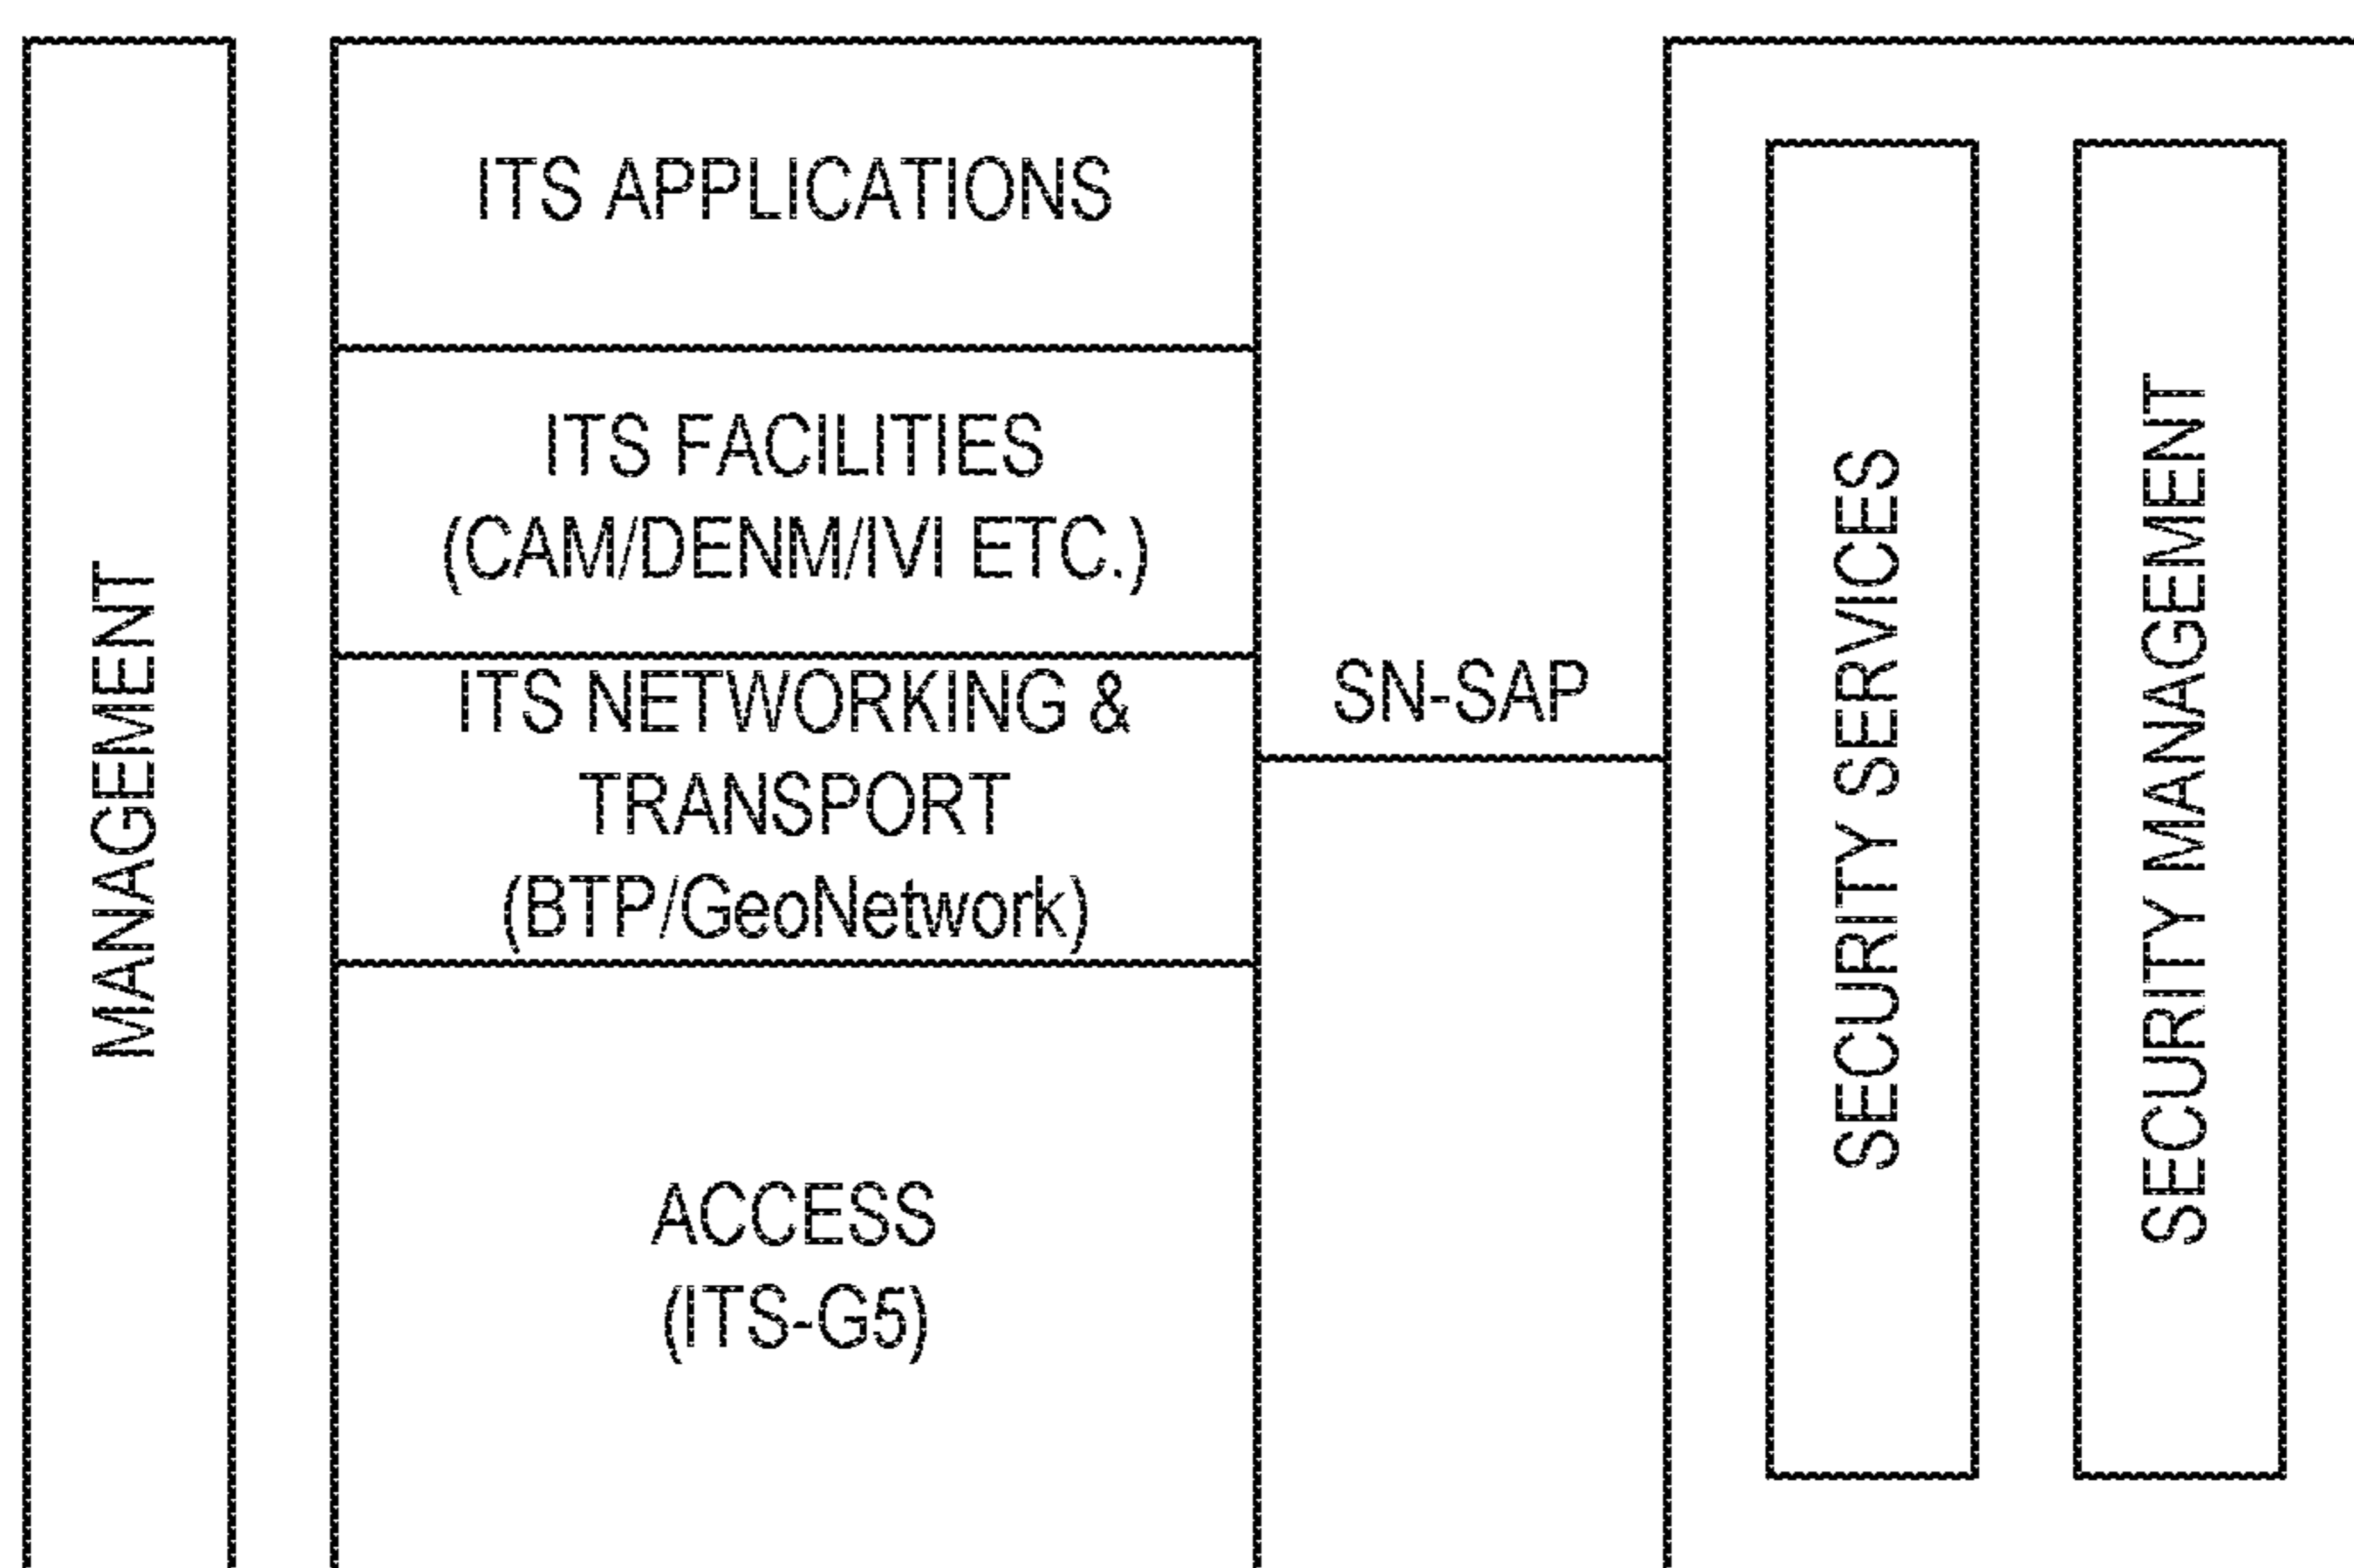 MANAGEMENT
ITS APPLICATIONS
ITS FACILITIES
(CAM/DENM/IVI ETC.)
ITS NETWORKING &
TRANSPORT
(BTP/GeoNetwork)
ACCESS
(ITS-G5)
SN-SAP
SECURITY SERVICES
SECURITY MANAGEMENT